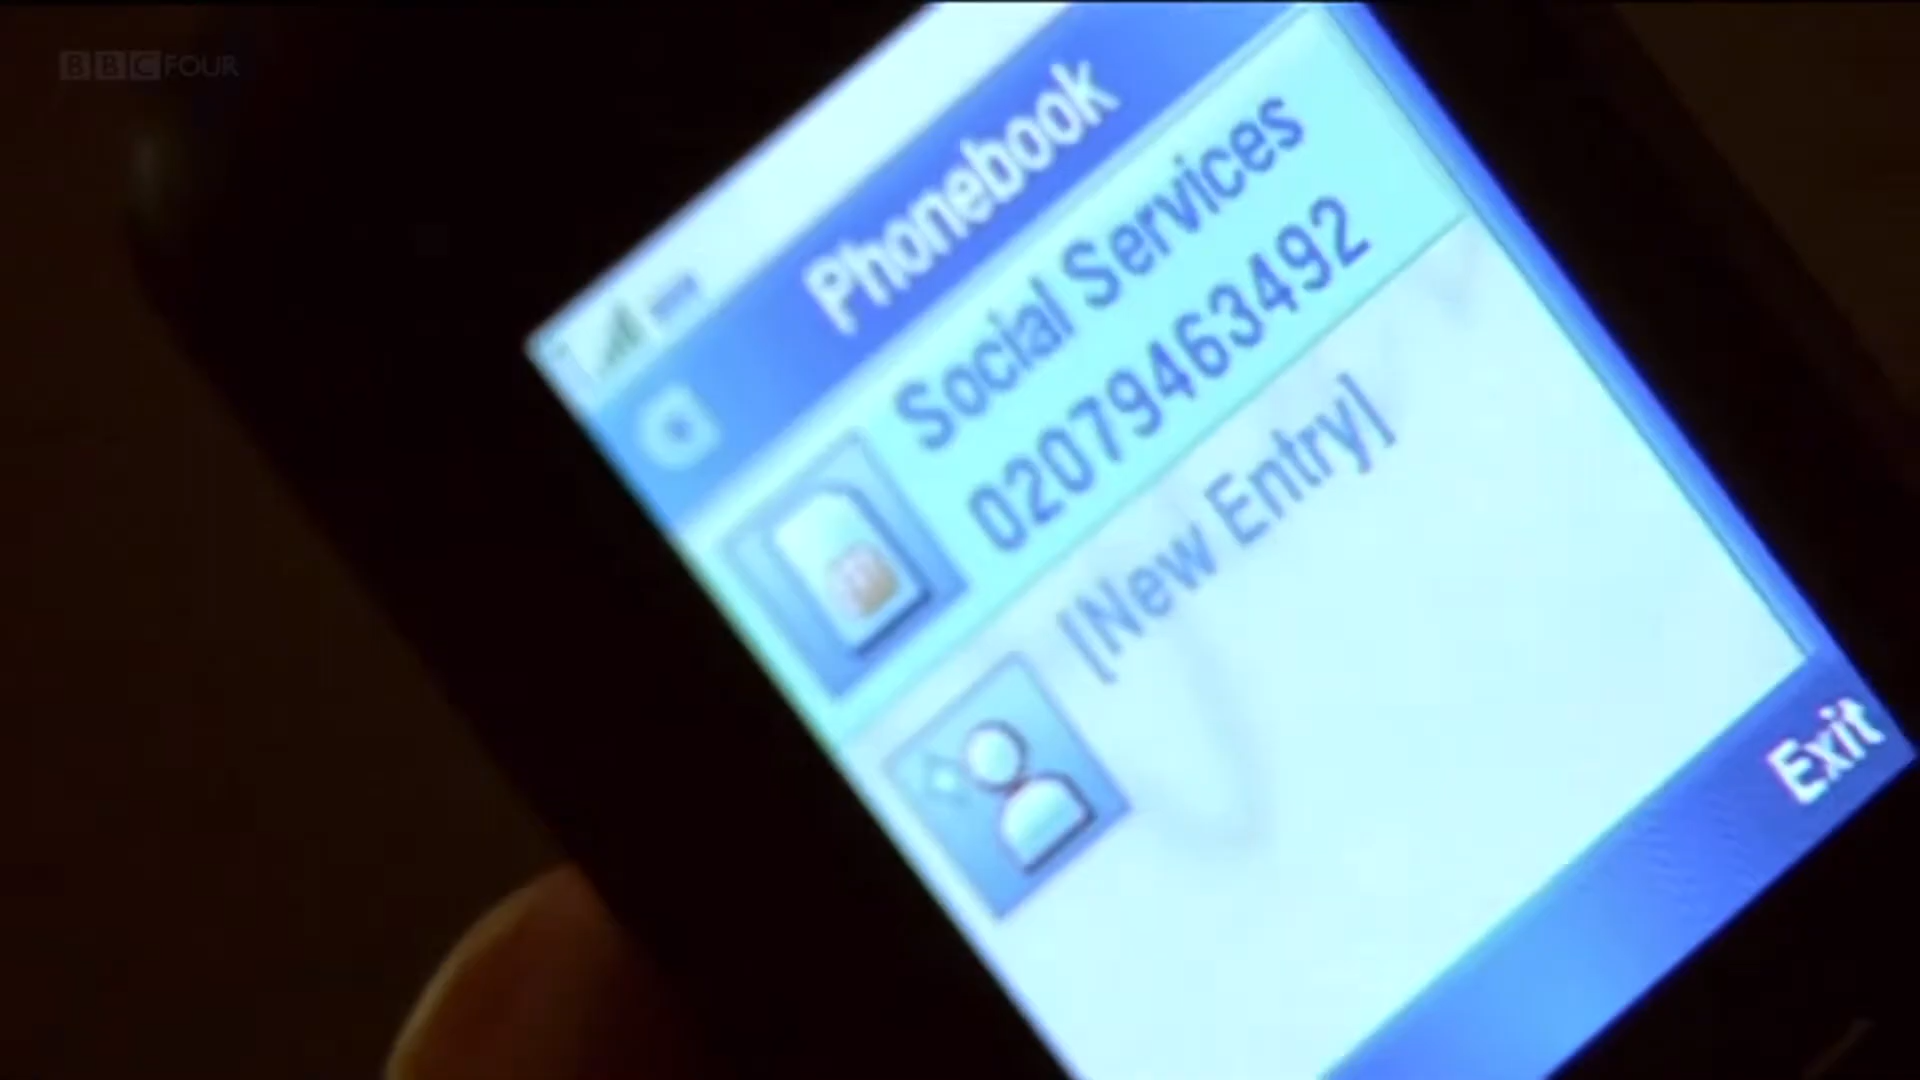 BBC FOUR
Phonebook
Social Services
02079463492
[New Entry]
Exit